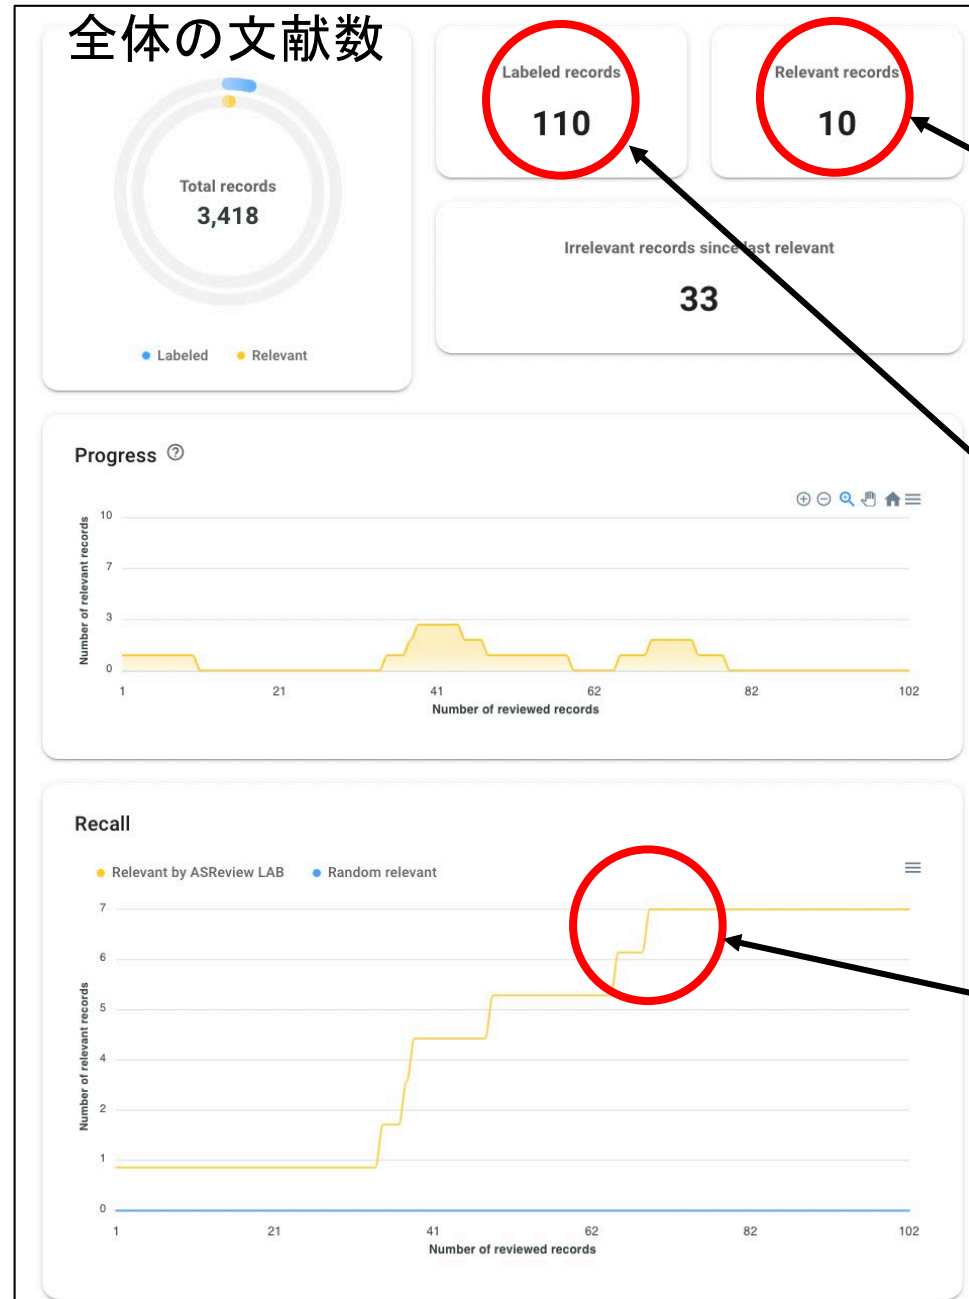 全体の文献数
Total records
3,418
Labeled
Relevant
Labeled records
110
Relevant records
10
Irrelevant records since last relevant
33
Progress
10
7
3
0
Number of relevant records
1 21 41 62 82 102
Number of reviewed records
Recall
Relevant by ASReview LAB
Random relevant
7
6
5
4
2
1
0
Number of relevant records
1 21 41 62 82 102
Number of reviewed records